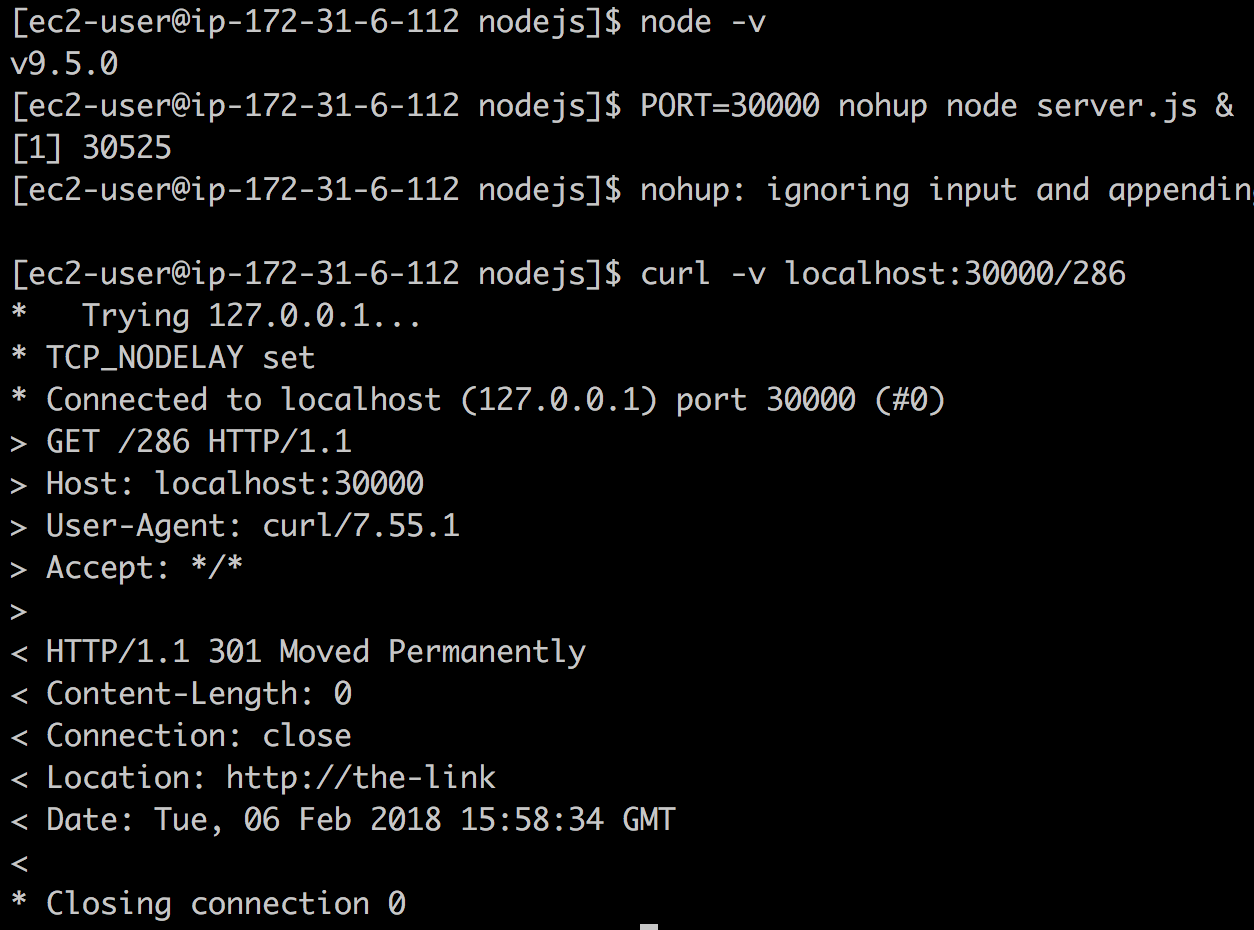 [ec2-user@ip-172-31-6-112 nodejs]$ node -v
v9.5.0
[ec2-user@ip-172-31-6-112 nodejs]$ PORT=30000 nohup node server.js &
[1] 30525
[ec2-user@ip-172-31-6-112 nodejs]$ nohup: ignoring input and appending
[ec2-user@ip-172-31-6-112 nodejs]$ curl -v localhost:30000/286
*   Trying 127.0.0.1...
* TCP_NODELAY set
* Connected to localhost (127.0.0.1) port 30000 (#0)
> GET /286 HTTP/1.1
> Host: localhost:30000
> User-Agent: curl/7.55.1
> Accept: */*
>
< HTTP/1.1 301 Moved Permanently
< Content-Length: 0
< Connection: close
< Location: http://the-link
< Date: Tue, 06 Feb 2018 15:58:34 GMT
<
* Closing connection 0